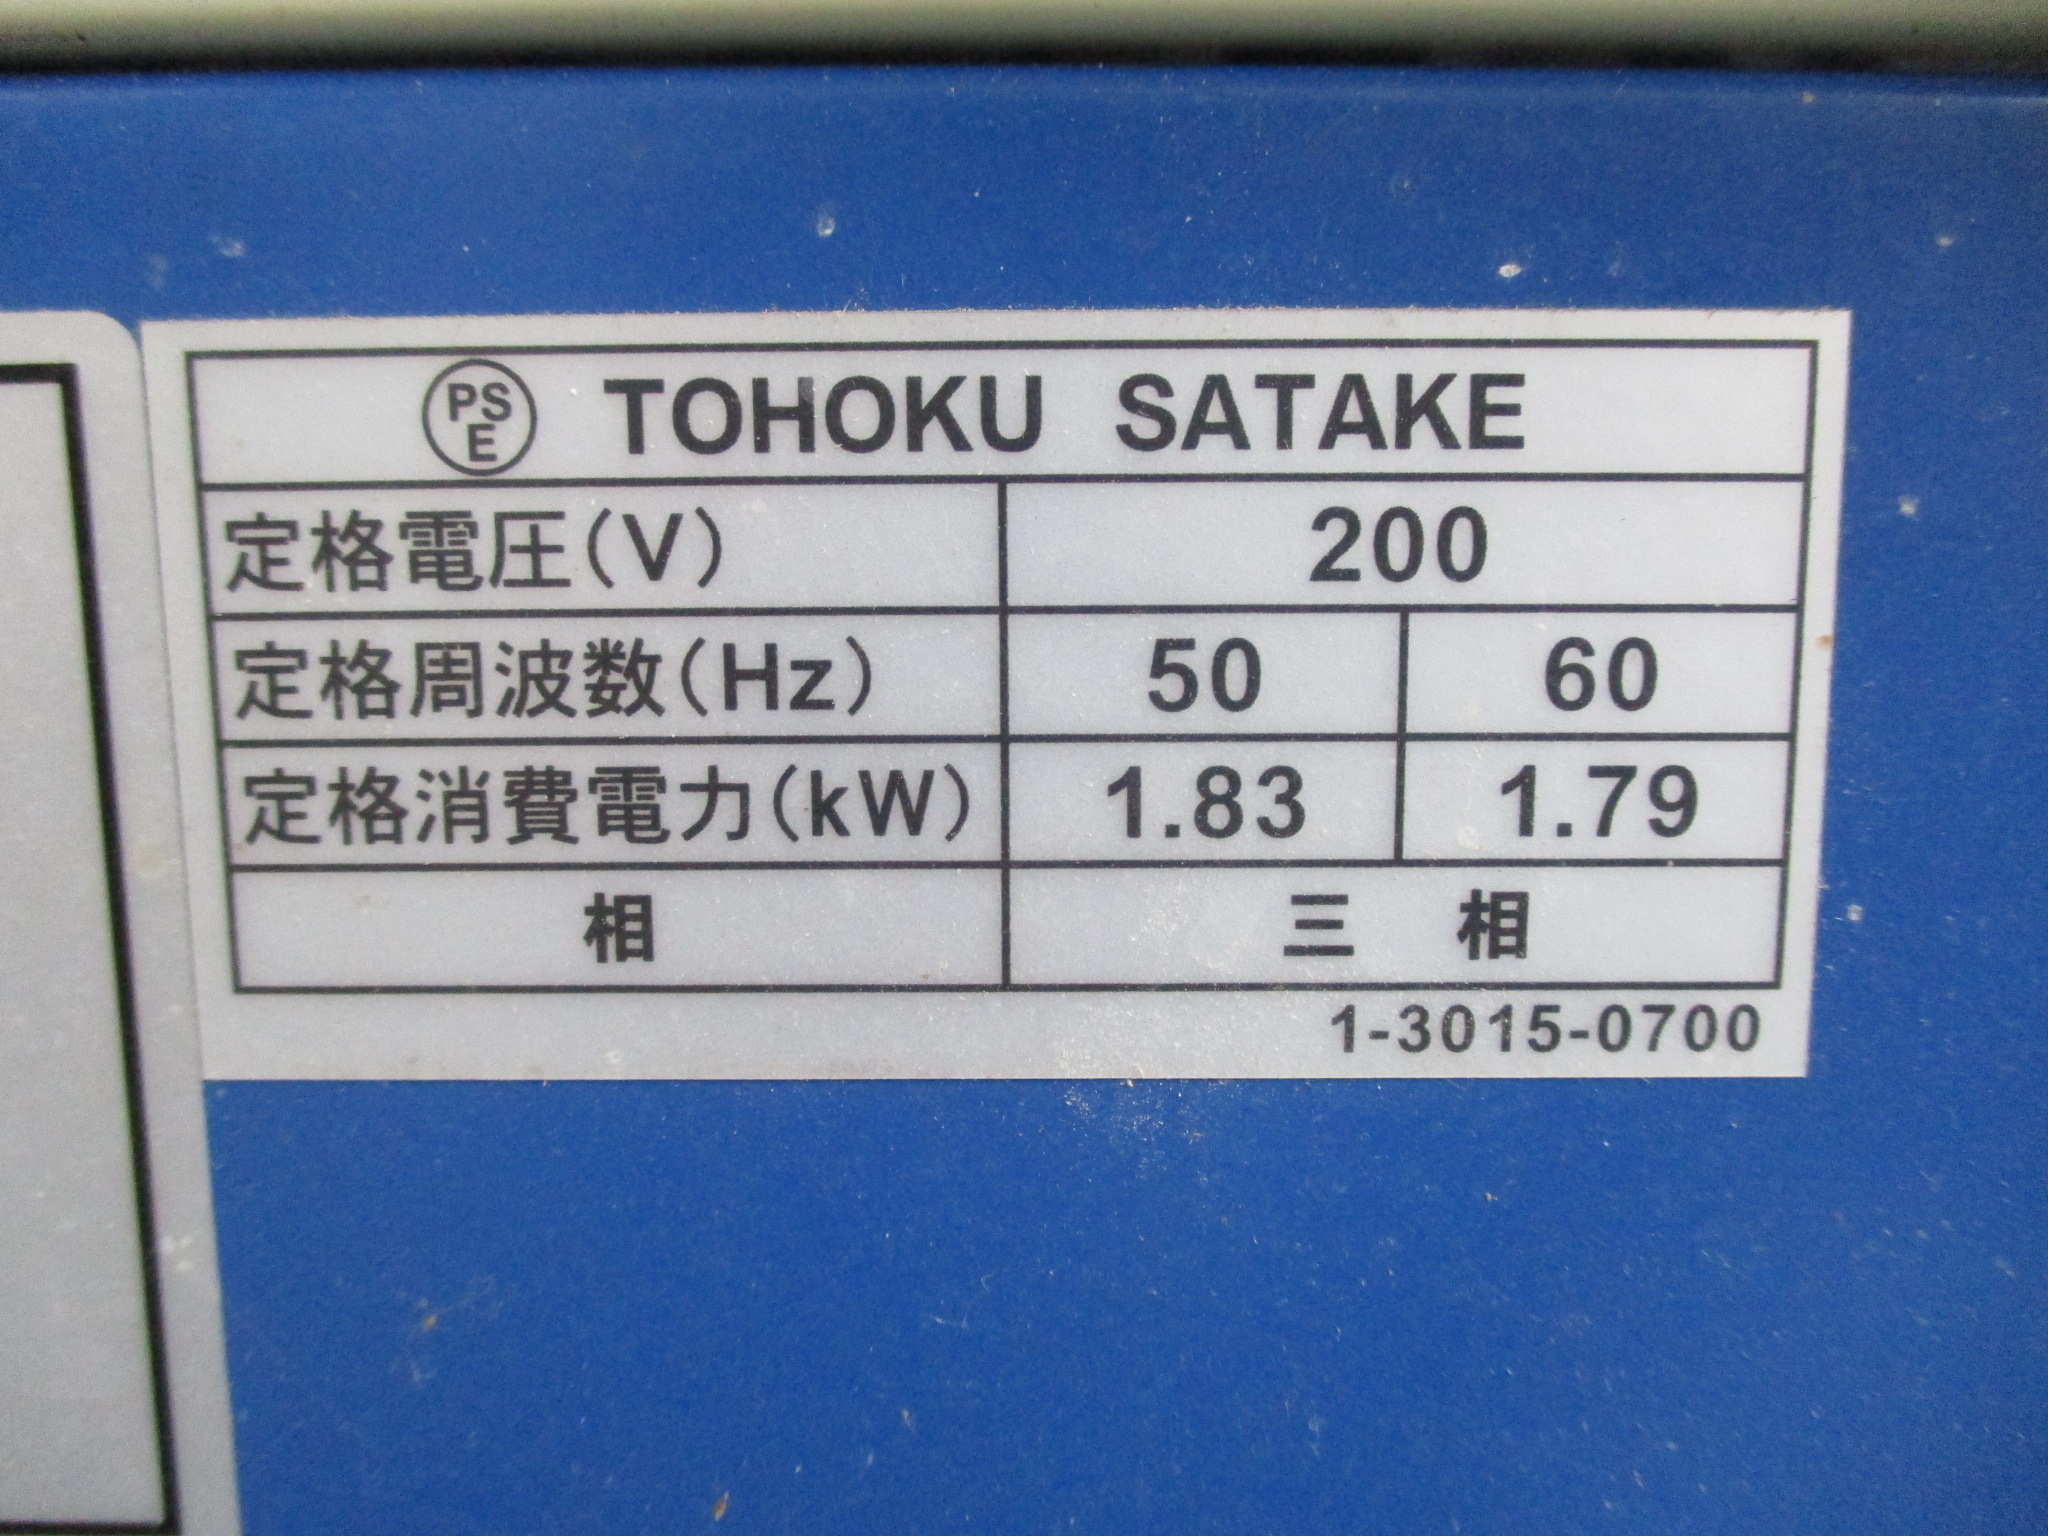 PSE TOHOKU SATAKE
定格電圧(V) 200
定格周波数(Hz) 50 60
定格消費電力(kW) 1.83 1.79
相 三相
1-3015-0700